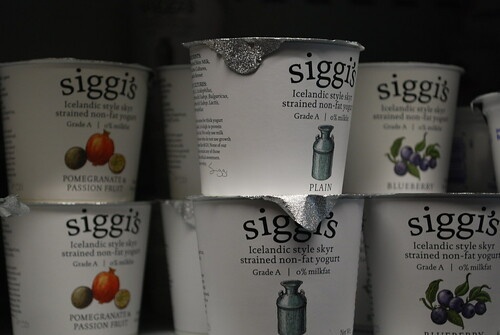 siggi's
Icelandic style skyr
strained non-fat yogurt
Grade A | 0% milkfat
POMEGRANATE &
PASSION FRUIT
siggi's
Icelandic style skyr
strained non-fat yogurt
Grade A | 0% milkfat
PLAIN
siggi's
Icelandic style skyr
strained non-fat yogurt
Grade A | 0% milkfat
BLUEBERRY
siggi's
Icelandic style skyr
strained non-fat yogurt
Grade A | 0% milkfat
POMEGRANATE &
PASSION FRUIT
siggi's
Icelandic style skyr
strained non-fat yogurt
Grade A | 0% milkfat
siggi's
Icelandic style skyr
strained non-fat yogurt
Grade A | 0% milkfat
BLUEBERRY